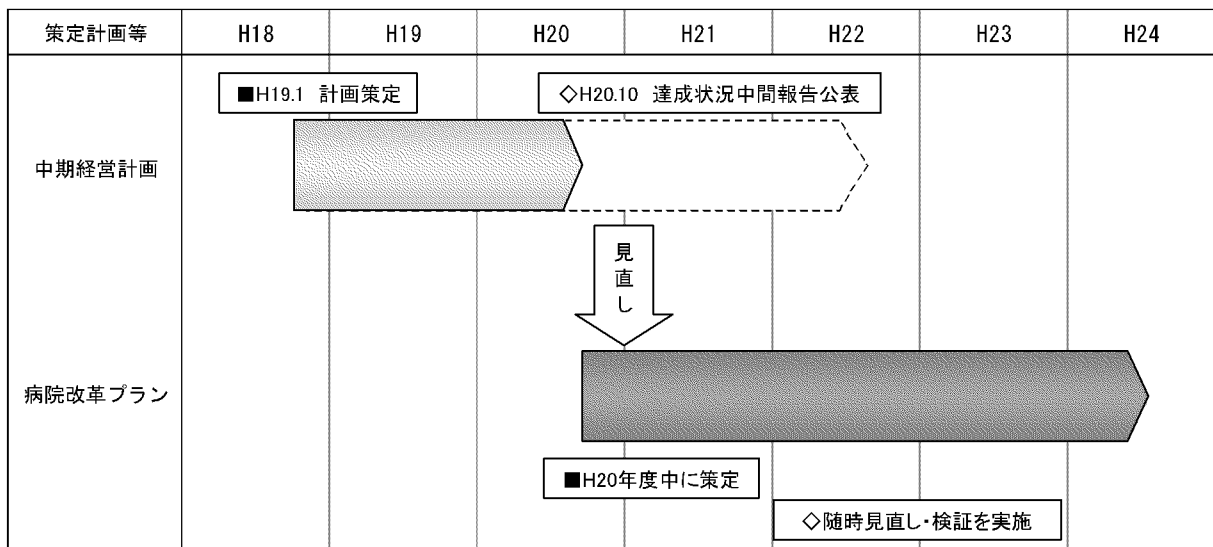 策定計画等 H18 H19 H20 H21 H22 H23 H24
■H19.1 計画策定
◇H20.10 達成状況中間報告公表
中期経営計画
見直し
病院改革プラン
■H20年度中に策定
◇随時見直し・検証を実施